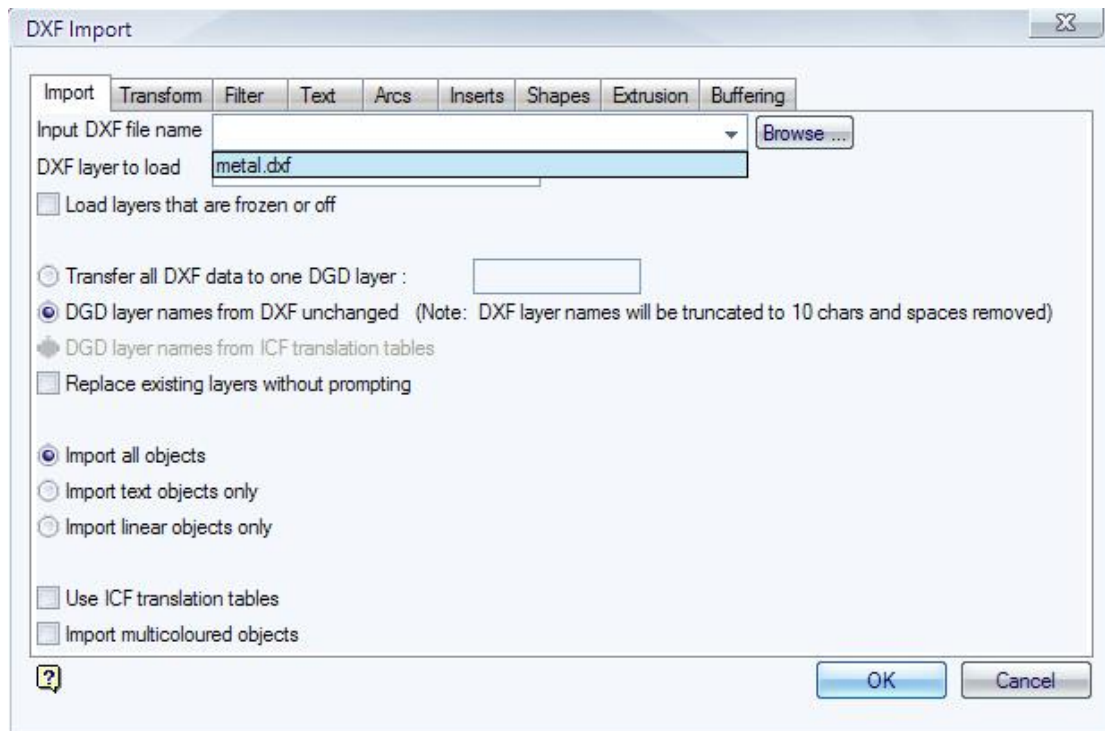 DXF Import
Import Transform Filter Text Arcs Inserts Shapes Extrusion Buffering
Input DXF file name Browse ...
DXF layer to load metal.dxf
Load layers that are frozen or off
Transfer all DXF data to one DGD layer :
DGD layer names from DXF unchanged (Note: DXF layer names will be truncated to 10 chars and spaces removed)
DGD layer names from ICF translation tables
Replace existing layers without prompting
Import all objects
Import text objects only
Import linear objects only
Use ICF translation tables
Import multicoloured objects
? OK Cancel